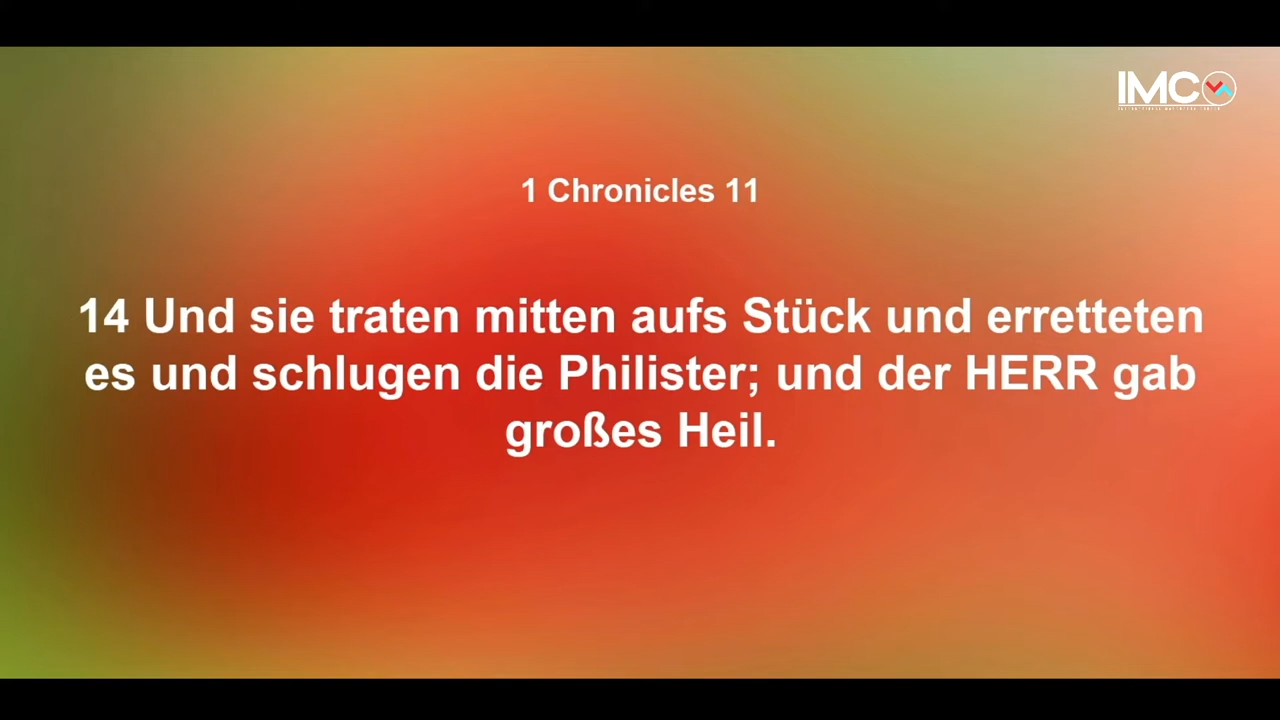 IMC
1 Chronicles 11
14 Und sie traten mitten aufs Stück und erretteten
es und schlugen die Philister; und der HERR gab
großes Heil.